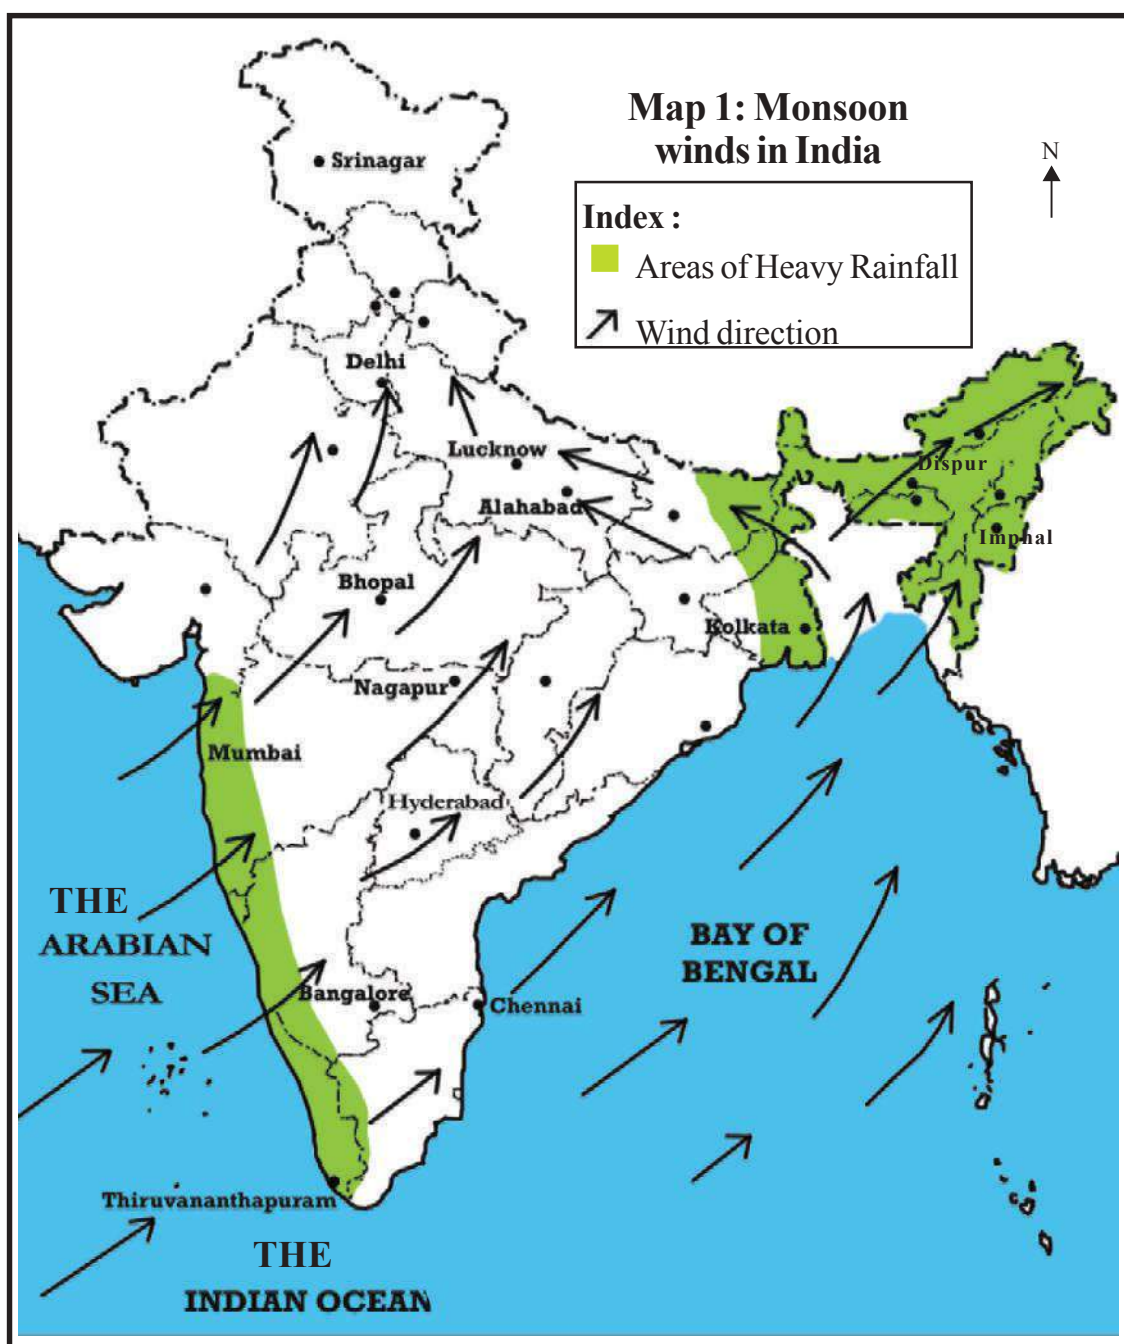 Map 1: Monsoon
winds in India
N
Index :
Areas of Heavy Rainfall
Wind direction
Srinagar
Delhi
Lucknow
Alahabad
Dispur
Imphal
Bhopal
Kolkata
Nagapur
Mumbai
Hyderabad
THE
ARABIAN
SEA
BAY OF
BENGAL
Bangalore
Chennai
Thiruvananthapuram
THE
INDIAN OCEAN